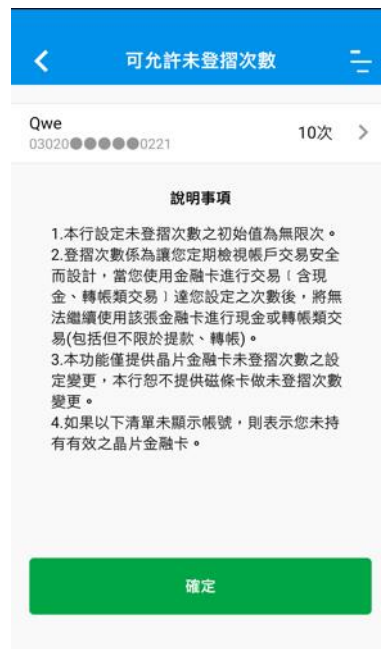 可允許未登摺次數
Qwe
10次
03020●●●●●0221
說明事項
1.本行設定未登摺次數之初始值為無限次。
2.登摺次數係為讓您定期檢視帳戶交易安全
而設計，當您使用金融卡進行交易﹝含現
金、轉帳類交易﹞達您設定之次數後，將無
法繼續使用該張金融卡進行現金或轉帳類交
易(包括但不限於提款、轉帳)。
3.本功能僅提供晶片金融卡未登摺次數之設
定變更，本行恕不提供磁條卡做未登摺次數
變更。
4.如果以下清單未顯示帳號，則表示您未持
有有效之晶片金融卡。
確定